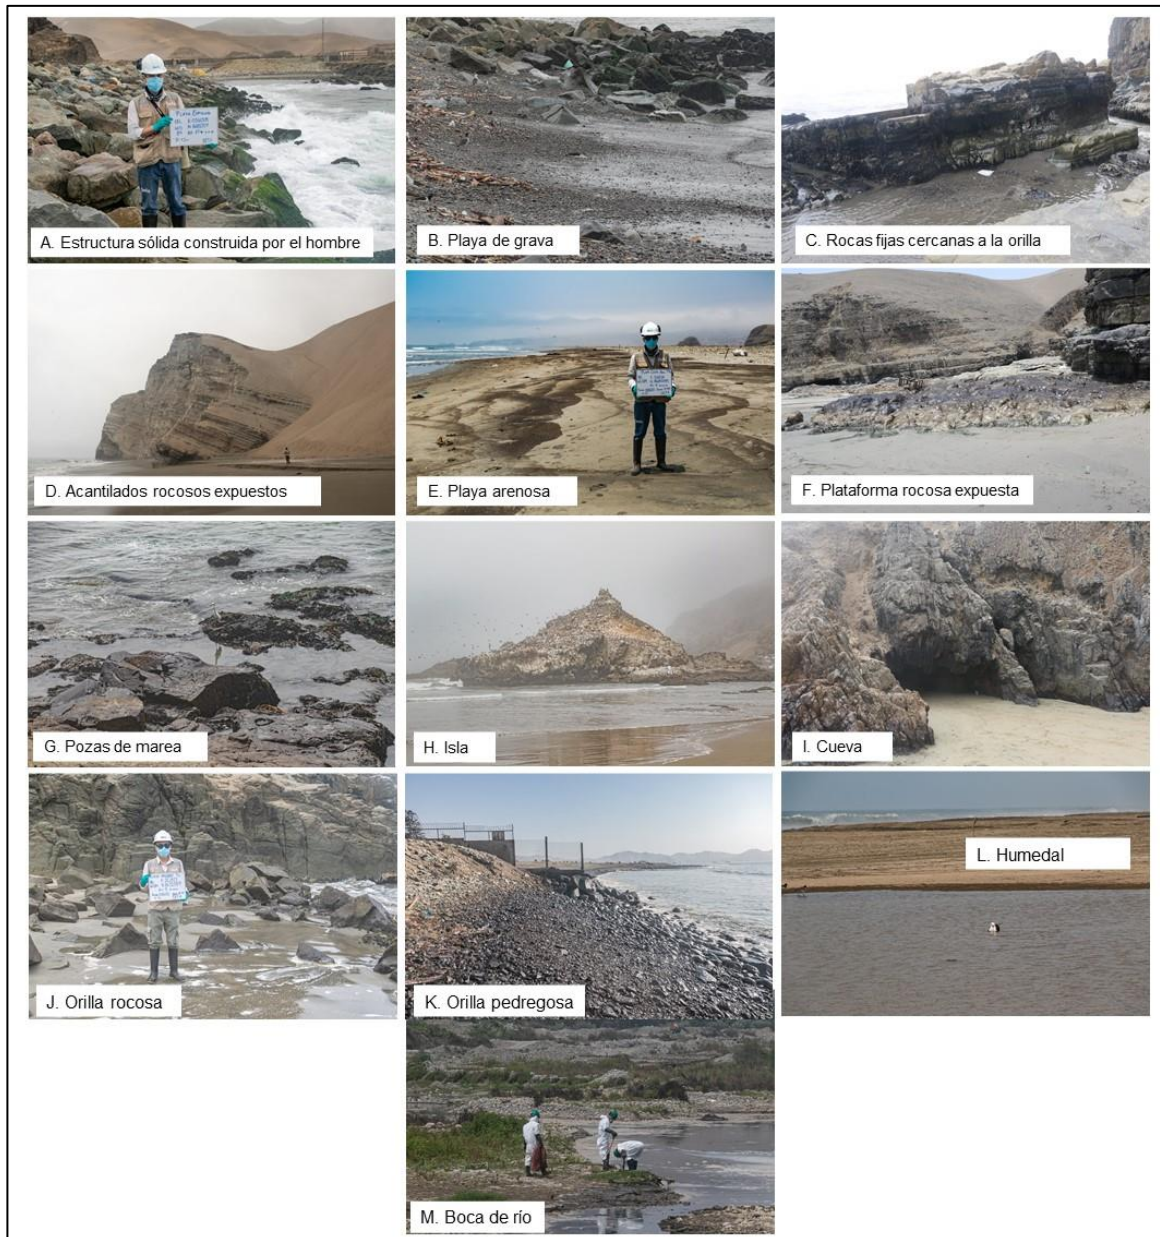 A. Estructura sólida construida por el hombre
B. Playa de grava
C. Rocas fijas cercanas a la orilla
D. Acantilados rocosos expuestos
E. Playa arenosa
F. Plataforma rocosa expuesta
G. Pozas de marea
H. Isla
I. Cueva
J. Orilla rocosa
K. Orilla pedregosa
L. Humedal
M. Boca de río